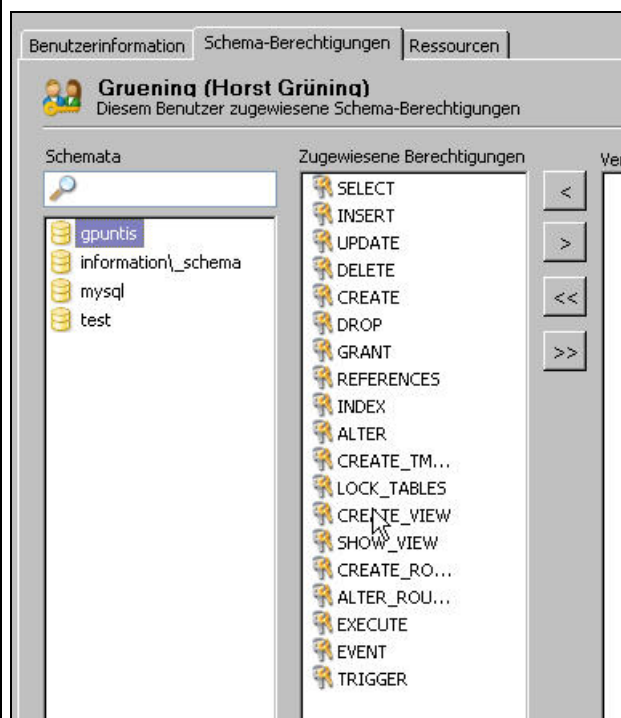 Benutzerinformation Schema-Berechtigungen Ressourcen
Gruening (Horst Grüning)
Diesem Benutzer zugewiesene Schema-Berechtigungen
Schemata
gpuntis
information\_schema
mysql
test
Zugewiesene Berechtigungen
SELECT
INSERT
UPDATE
DELETE
CREATE
DROP
GRANT
REFERENCES
INDEX
ALTER
CREATE_TM...
LOCK_TABLES
CREATE_VIEW
SHOW_VIEW
CREATE_RO...
ALTER_ROU...
EXECUTE
EVENT
TRIGGER
<
>
<<
>>